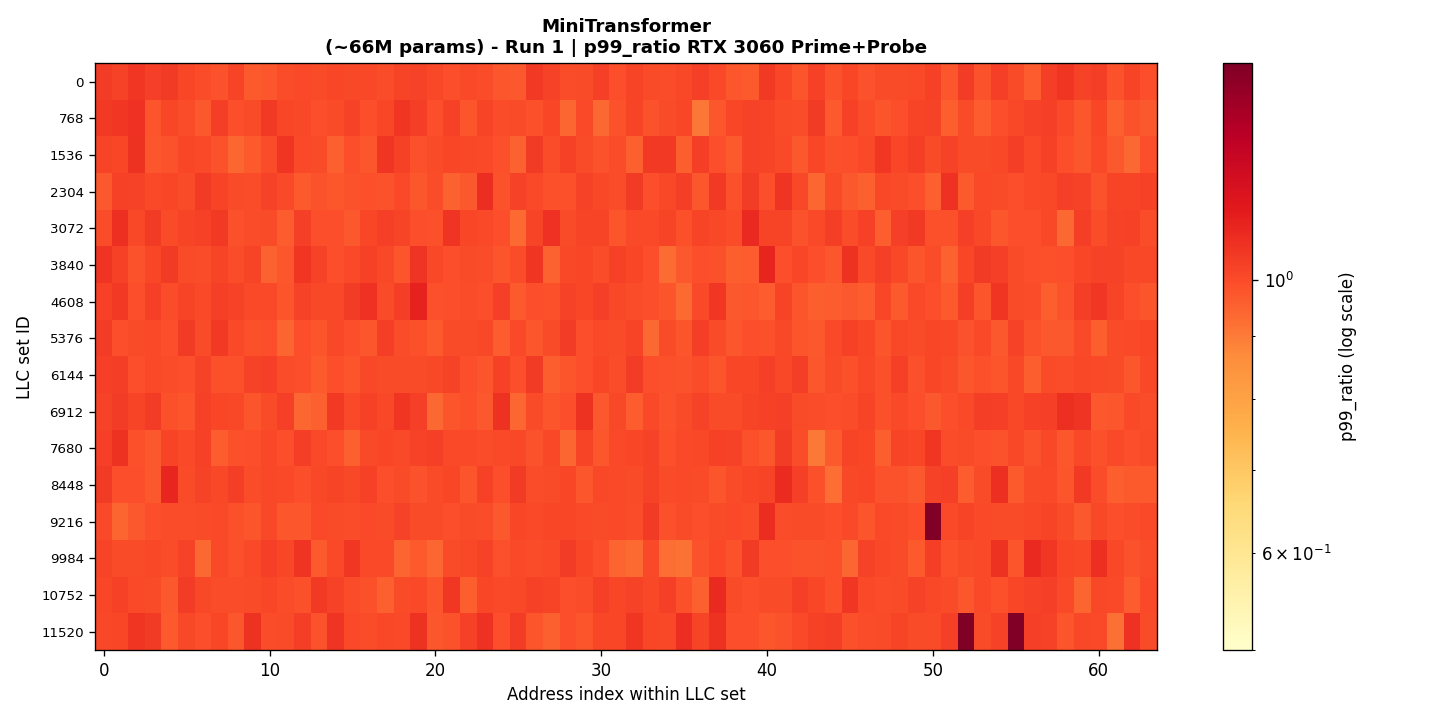 MiniTransformer
(~66M params) - Run 1 | p99_ratio RTX 3060 Prime+Probe
LLC set ID
0
768
1536
2304
3072
3840
4608
5376
6144
6912
7680
8448
9216
9984
10752
11520
0 10 20 30 40 50 60
Address index within LLC set
10⁰
6 × 10⁻¹
p99_ratio (log scale)